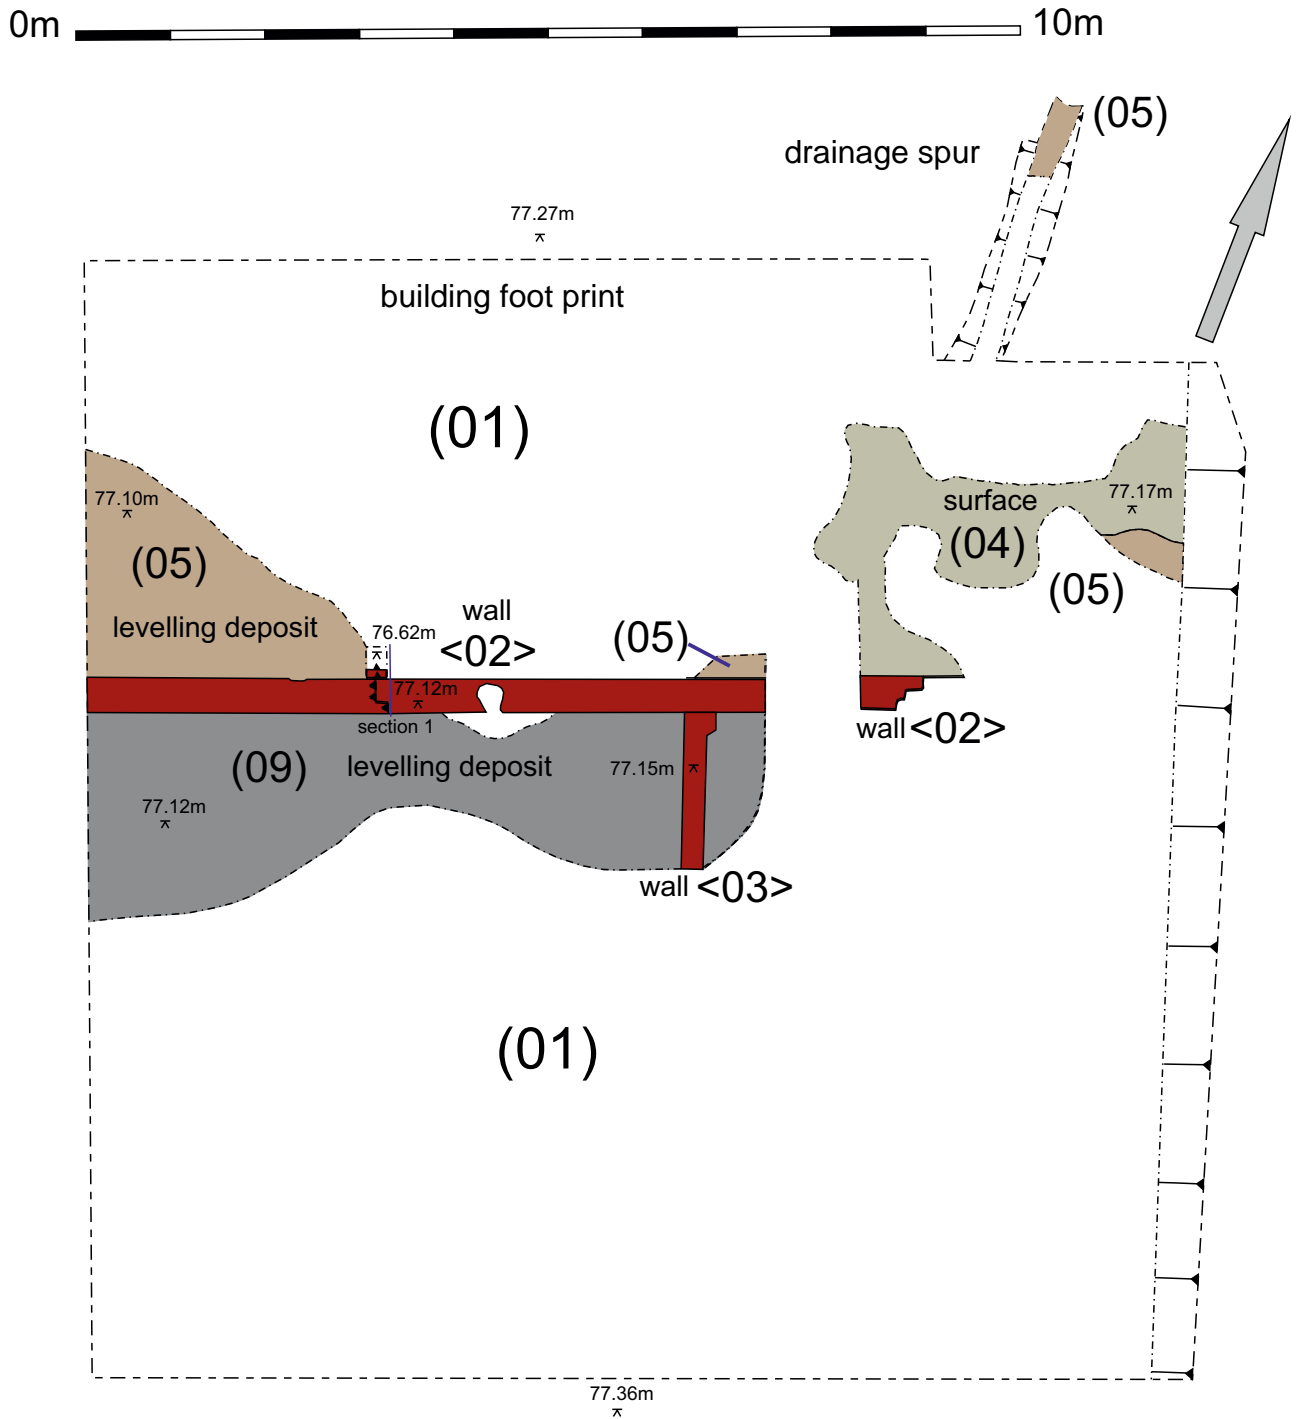 0m
10m
(05)
drainage spur
77.27m
building foot print
(01)
77.10m
surface
77.17m
(04)
(05)
(05)
levelling deposit
wall
<02>
76.62m
(05)
77.12m
section 1
wall <02>
(09)
levelling deposit
77.15m
77.12m
wall <03>
(01)
77.36m